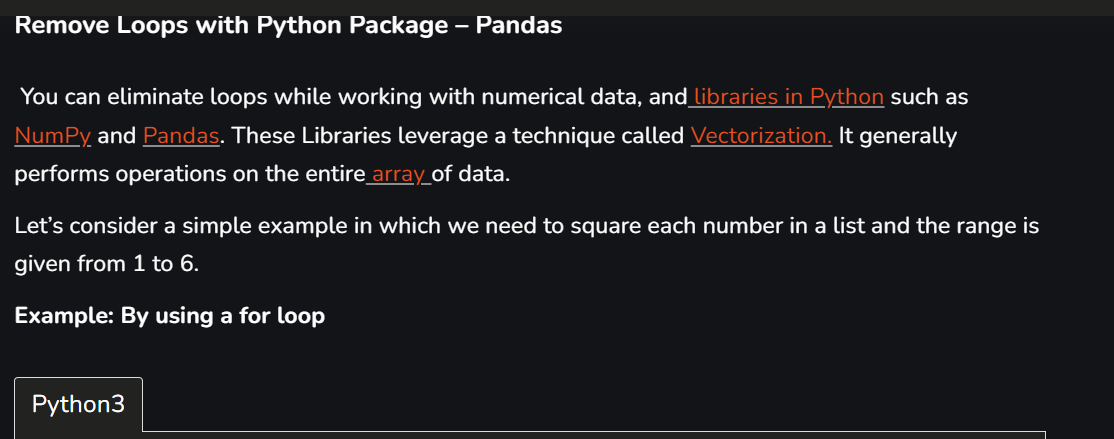 Remove Loops with Python Package – Pandas
You can eliminate loops while working with numerical data, and libraries in Python such as
NumPy and Pandas. These Libraries leverage a technique called Vectorization. It generally
performs operations on the entire array of data.
Let’s consider a simple example in which we need to square each number in a list and the range is
given from 1 to 6.
Example: By using a for loop
Python3